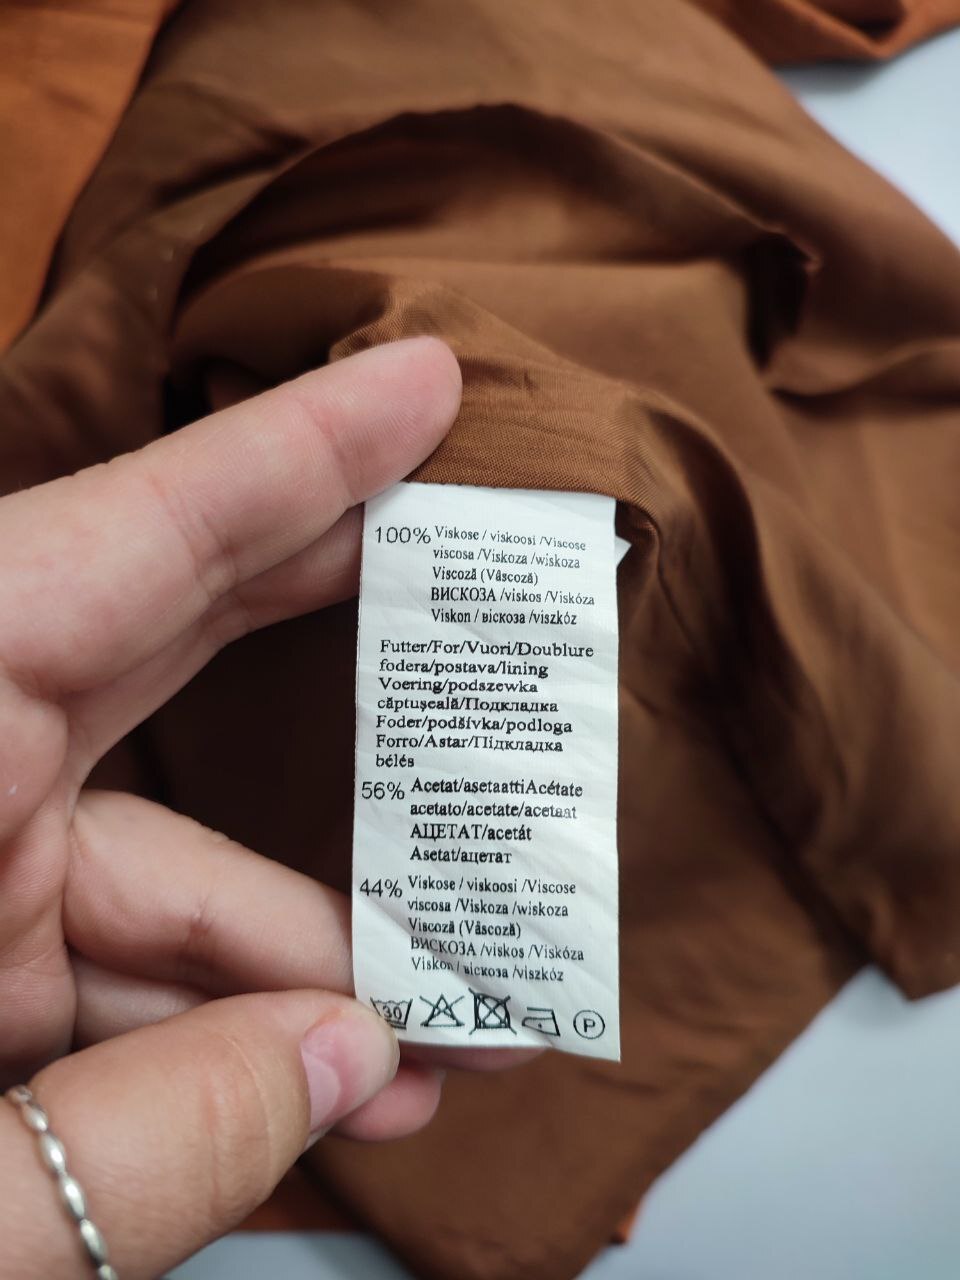 100% Viskose / viskoosi /Viscose
viscosa /Viskoza /wiskoza
Viscoză (Vâscoză)
ВИСКОЗА /viskos /Viskóza
Viskon / віскоза /viszkóz
Futter/For/Vuori/Doublure
fodera/postava/lining
Voering/podszewka
căptuşeală/Подкладка
Foder/podšívka/podloga
Forro/Astar/Підкладка
bélés
56% Acetat/asetaattiAcétate
acetato/acetate/acetaat
АЦЕТАТ/acetát
Asetat/ацетат
44% Viskose / viskoosi /Viscose
viscosa /Viskoza /wiskoza
Viscoză (Vâscoză)
ВИСКОЗА /viskos /Viskóza
Viskon / віскоза /viszkóz
30 P